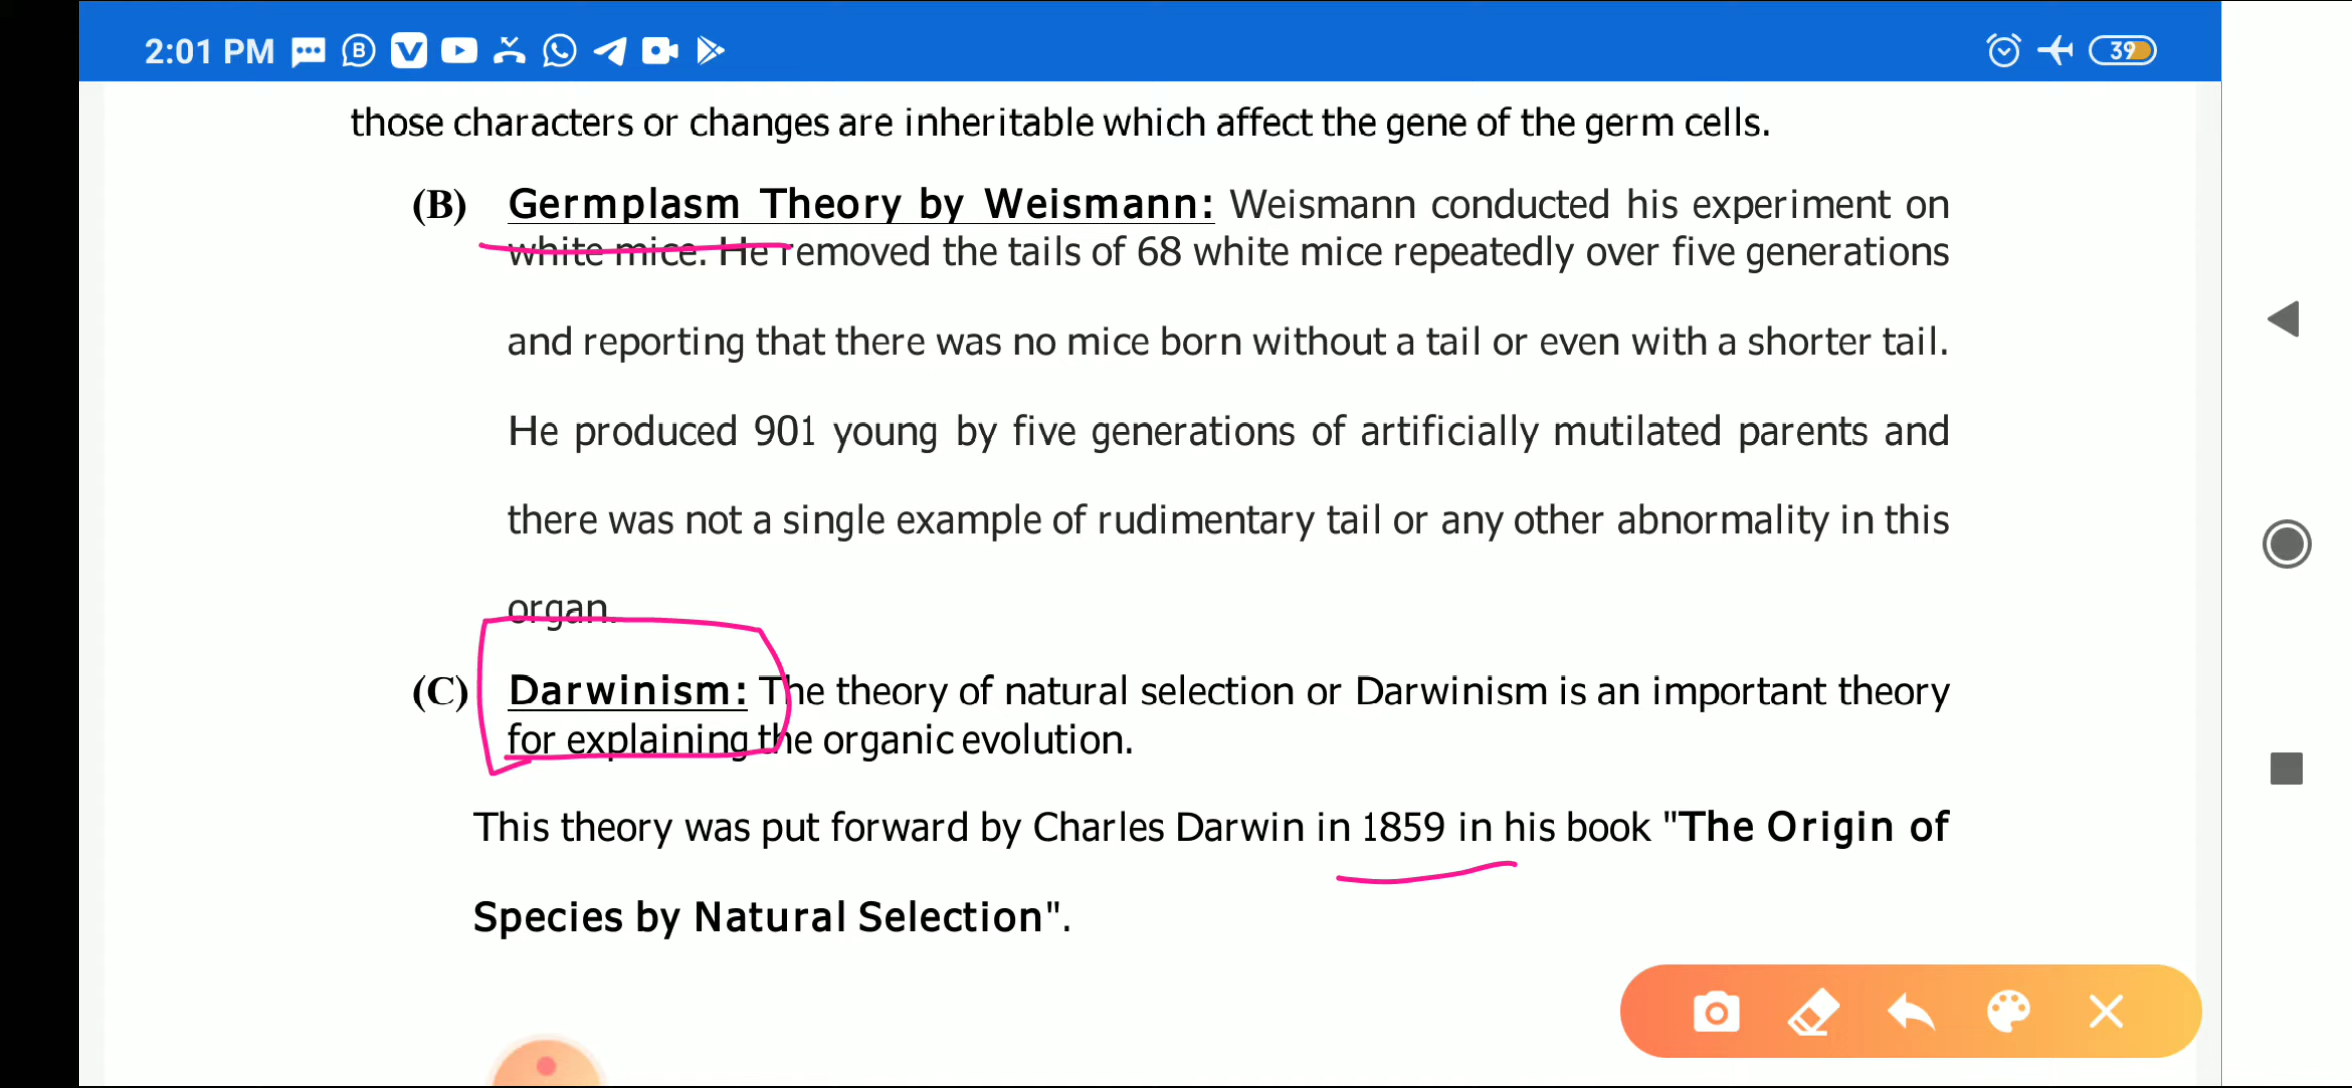 2:01 PM
39
those characters or changes are inheritable which affect the gene of the germ cells.
(B) Germplasm Theory by Weismann: Weismann conducted his experiment on
white mice. He removed the tails of 68 white mice repeatedly over five generations
and reporting that there was no mice born without a tail or even with a shorter tail.
He produced 901 young by five generations of artificially mutilated parents and
there was not a single example of rudimentary tail or any other abnormality in this
organ.
(C) Darwinism: The theory of natural selection or Darwinism is an important theory
for explaining the organic evolution.
This theory was put forward by Charles Darwin in 1859 in his book "The Origin of
Species by Natural Selection".